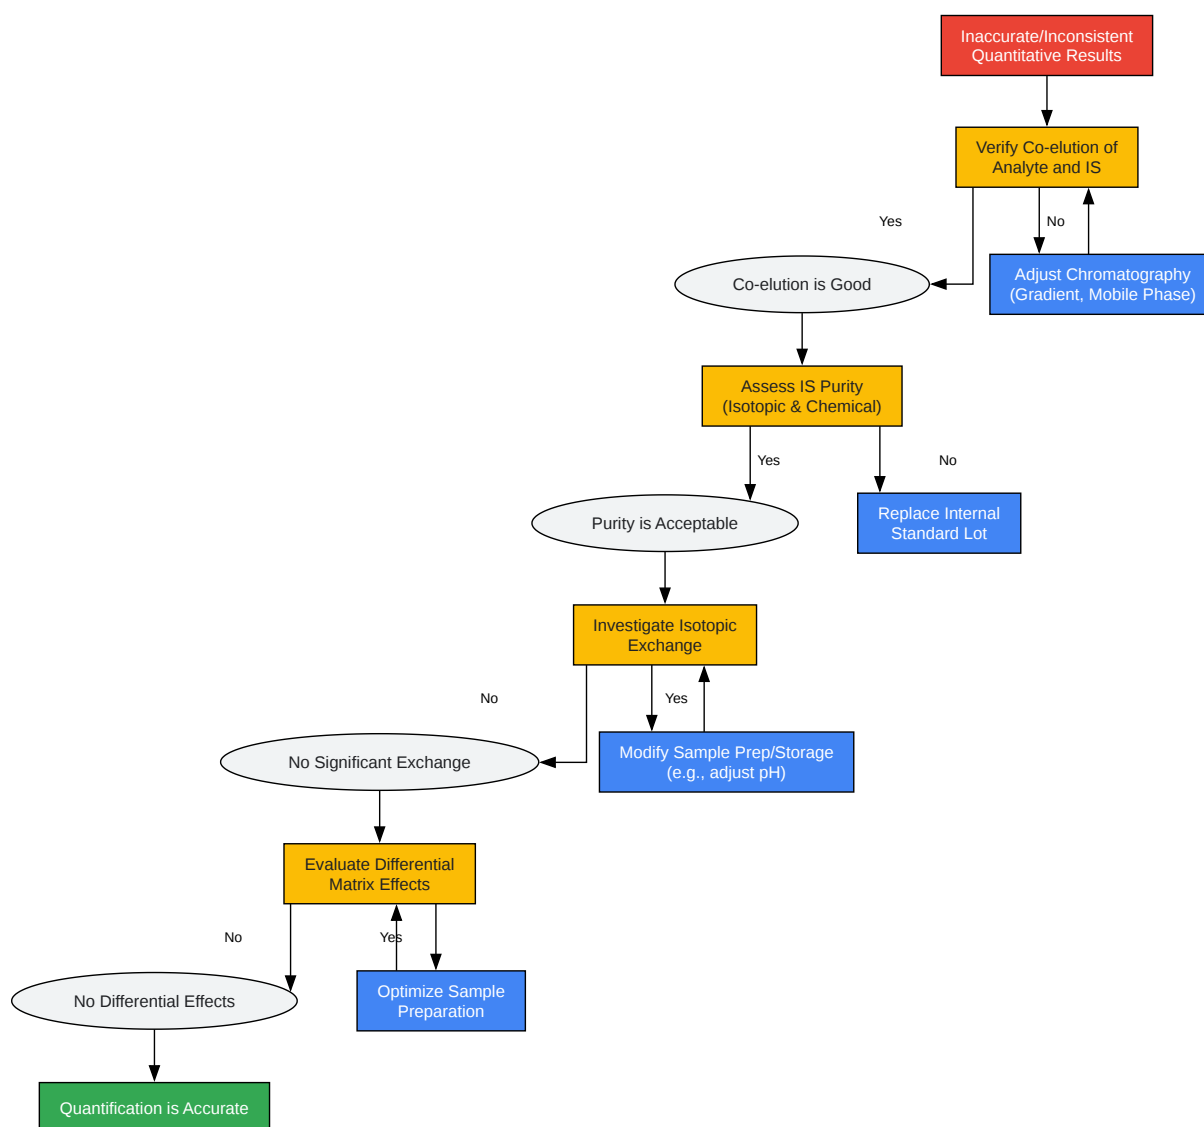 Inaccurate/Inconsistent
Quantitative Results
Verify Co-elution of
Analyte and IS
Yes
No
Co-elution is Good
Adjust Chromatography
(Gradient, Mobile Phase)
Assess IS Purity
(Isotopic & Chemical)
Yes
No
Purity is Acceptable
Replace Internal
Standard Lot
Investigate Isotopic
Exchange
No
Yes
No Significant Exchange
Modify Sample Prep/Storage
(e.g., adjust pH)
Evaluate Differential
Matrix Effects
No
Yes
No Differential Effects
Optimize Sample
Preparation
Quantification is Accurate